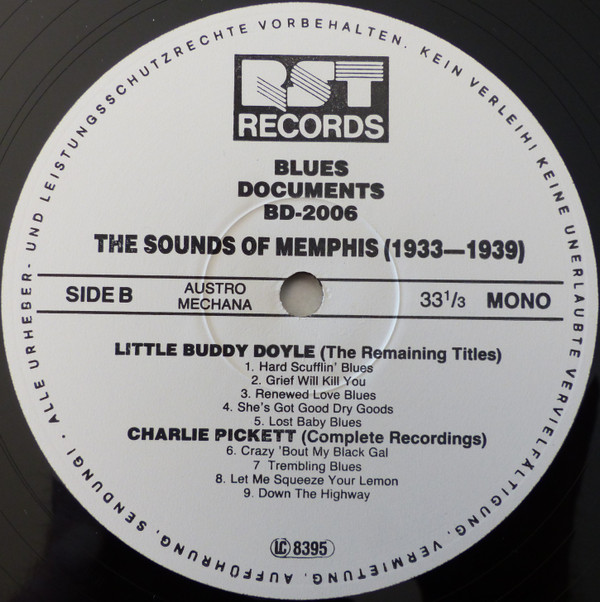 ALLE URHEBER- UND LEISTUNGSSCHUTZRECHTE VORBEHALTEN. KEIN VERLEIH! KEINE UNERLAUBTE VERVIELFÄLTIGUNG, VERMIETUNG, AUFFÜHRUNG, SENDUNG! •
RST
RECORDS
BLUES
DOCUMENTS
BD-2006
THE SOUNDS OF MEMPHIS (1933—1939)
SIDE B AUSTRO MECHANA 33 1/3 MONO
LITTLE BUDDY DOYLE (The Remaining Titles)
1. Hard Scufflin' Blues
2. Grief Will Kill You
3. Renewed Love Blues
4. She's Got Good Dry Goods
5. Lost Baby Blues
CHARLIE PICKETT (Complete Recordings)
6. Crazy 'Bout My Black Gal
7 Trembling Blues
8. Let Me Squeeze Your Lemon
9. Down The Highway
LC 8395